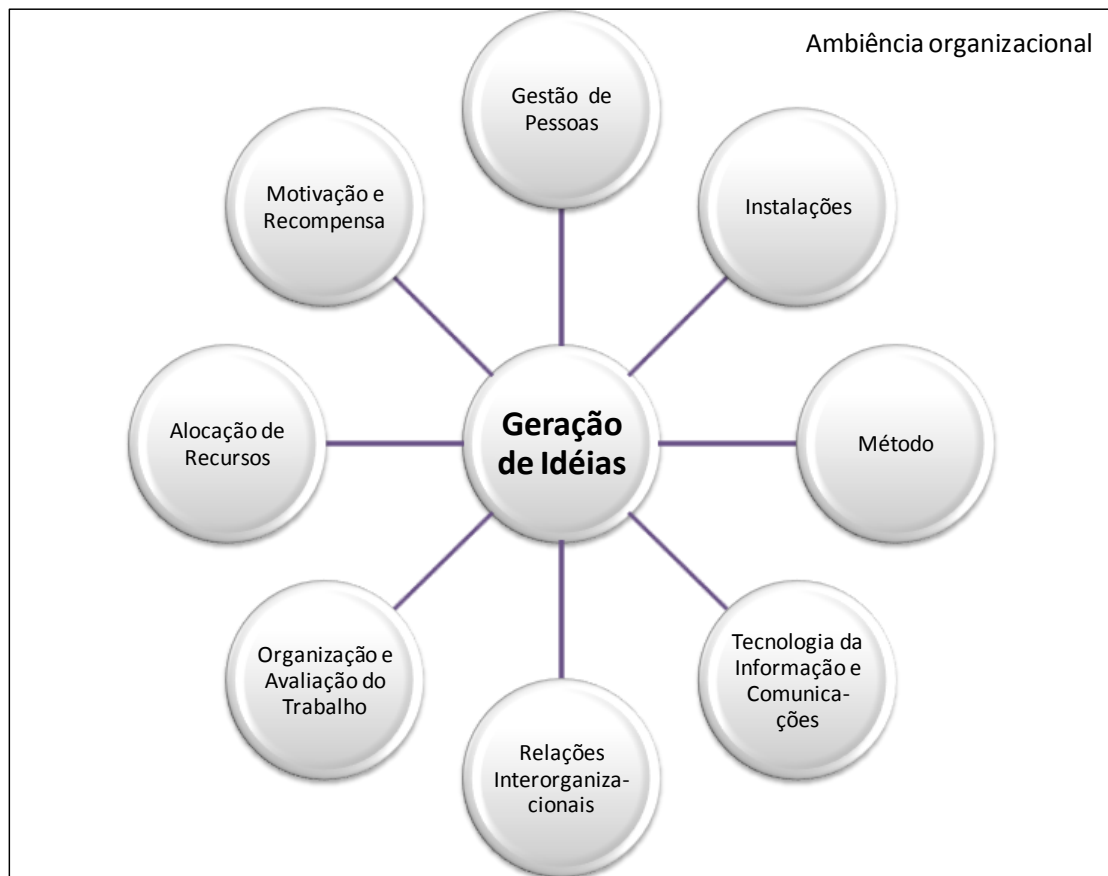 Ambiência organizacional
Gestão de
Pessoas
Motivação e
Recompensa
Instalações
Geração
de Idéias
Alocação de
Recursos
Método
Organização e
Avaliação do
Trabalho
Tecnologia da
Informação e
Comunica-
ções
Relações
Interorganiza-
cionais